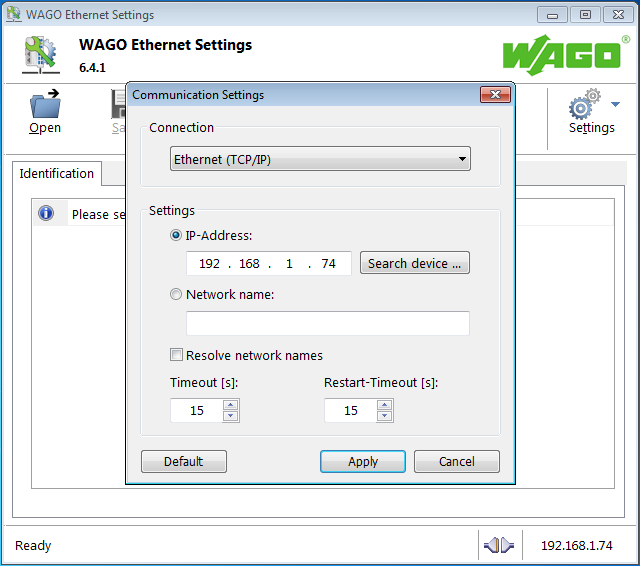 WAGO Ethernet Settings
WAGO Ethernet Settings
6.4.1
WAGO®
Open
Sa
Settings
Identification
Please se
Communication Settings
Connection
Ethernet (TCP/IP)
Settings
IP-Address:
192 . 168 . 1 . 74
Search device ...
Network name:
Resolve network names
Timeout [s]: Restart-Timeout [s]:
15 15
Default Apply Cancel
Ready 192.168.1.74